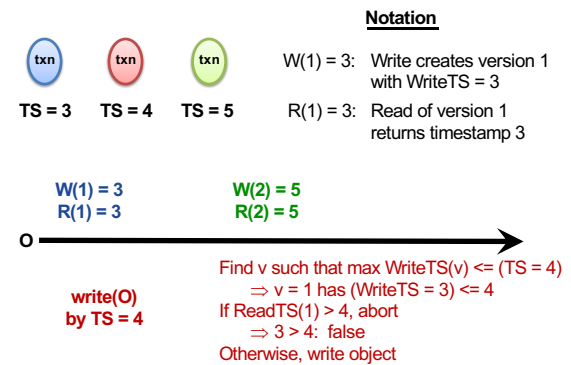 Notation
txn
txn
txn
TS = 3
TS = 4
TS = 5
W(1) = 3: Write creates version 1
with WriteTS = 3
R(1) = 3: Read of version 1
returns timestamp 3
W(1) = 3
R(1) = 3
W(2) = 5
R(2) = 5
O
write(O)
by TS = 4
Find v such that max WriteTS(v) <= (TS = 4)
⇒ v = 1 has (WriteTS = 3) <= 4
If ReadTS(1) > 4, abort
⇒ 3 > 4: false
Otherwise, write object